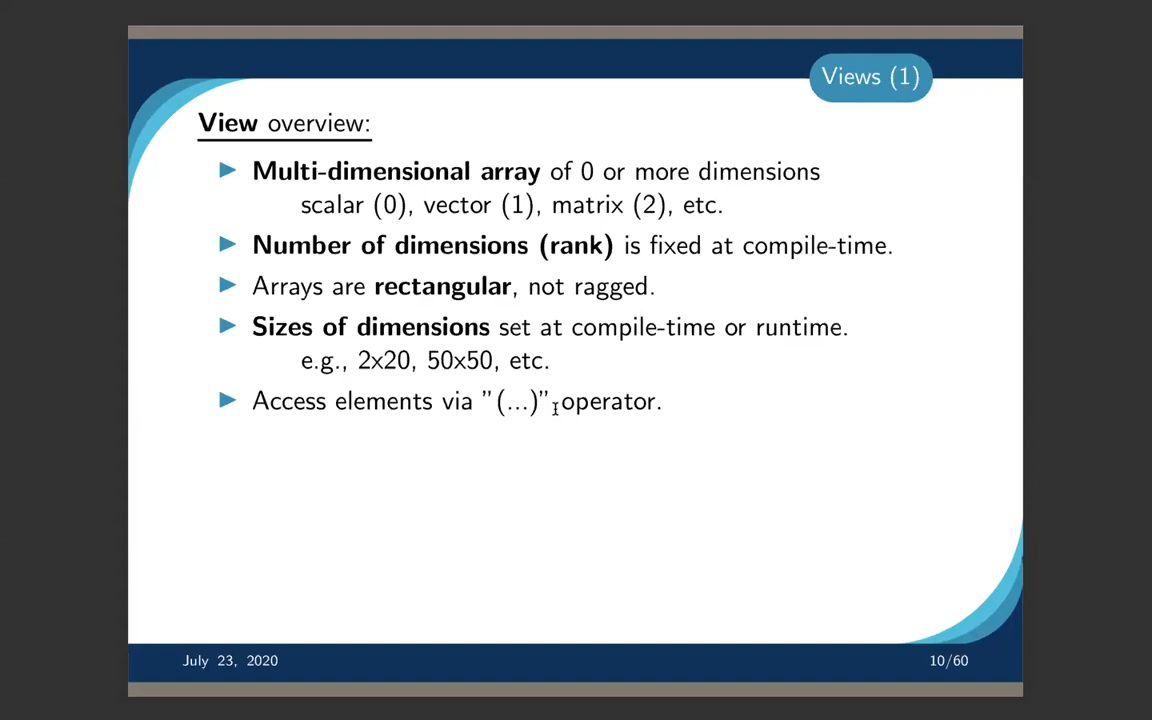 Views (1)
View overview:
Multi-dimensional array of 0 or more dimensions
scalar (0), vector (1), matrix (2), etc.
Number of dimensions (rank) is fixed at compile-time.
Arrays are rectangular, not ragged.
Sizes of dimensions set at compile-time or runtime.
e.g., 2x20, 50x50, etc.
Access elements via ”(...)” operator.
July 23, 2020
10/60